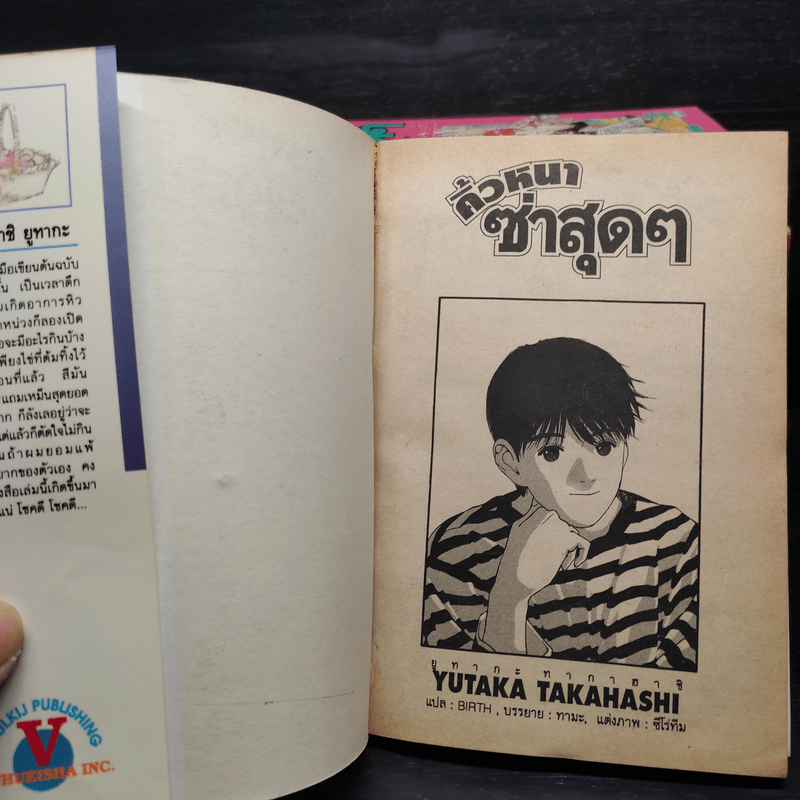 ยูทากะ
มือเขียนต้นฉบับ
เป็นเวลาดึก
มเกิดอาการหิว
หน่วงก็ลองเปิด
อจะมีอะไรกินบ้าง
พียงไข่ที่ต้มทิ้งไว้
อนที่แล้ว สีมัน
แถมเหม็นสุดยอด
าก ก็ลังเลอยู่ว่าจะ
ต่แล้วก็ตัดใจไม่กิน
นถ้าผมยอมแพ้
ยากของตัวเอง คง
งสือเล่มนี้เกิดขึ้นมา
แน่ โชคดี โชคดี...
OLKIJ PUBLISHING
V
HUEISHA INC.
คิ้วหนา
ซ่าสุดๆ
ยูทากะ ทากาฮาชิ
YUTAKA TAKAHASHI
แปล : BIRTH , บรรยาย : ทามะ, แต่งภาพ : ซีโร่ทีม